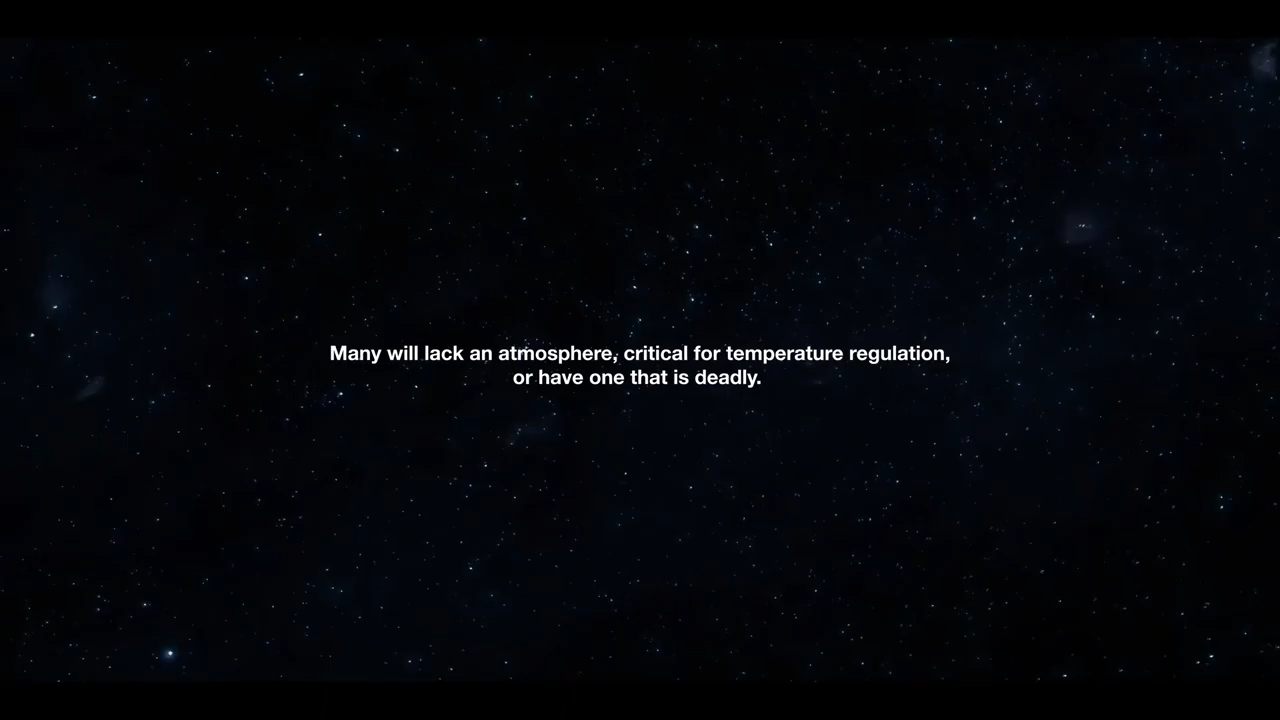 Many will lack an atmosphere, critical for temperature regulation,
or have one that is deadly.